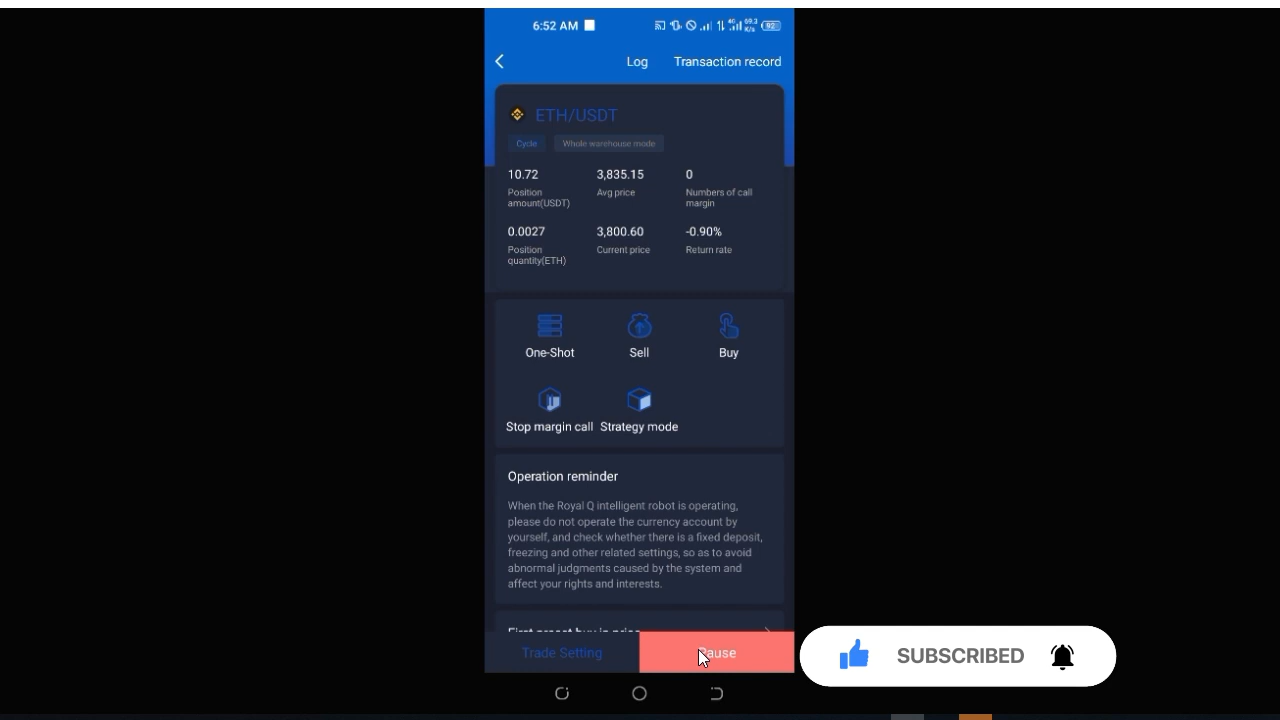 6:52 AM
4G 69.3 K/s 92
Log Transaction record
ETH/USDT
Cycle Whole warehouse mode
10.72 3,835.15 0
Position amount(USDT) Avg price Numbers of call margin
0.0027 3,800.60 -0.90%
Position quantity(ETH) Current price Return rate
One-Shot Sell Buy
Stop margin call Strategy mode
Operation reminder
When the Royal Q intelligent robot is operating,
please do not operate the currency account by
yourself, and check whether there is a fixed deposit,
freezing and other related settings, so as to avoid
abnormal judgments caused by the system and
affect your rights and interests.
Trade Setting Pause
SUBSCRIBED